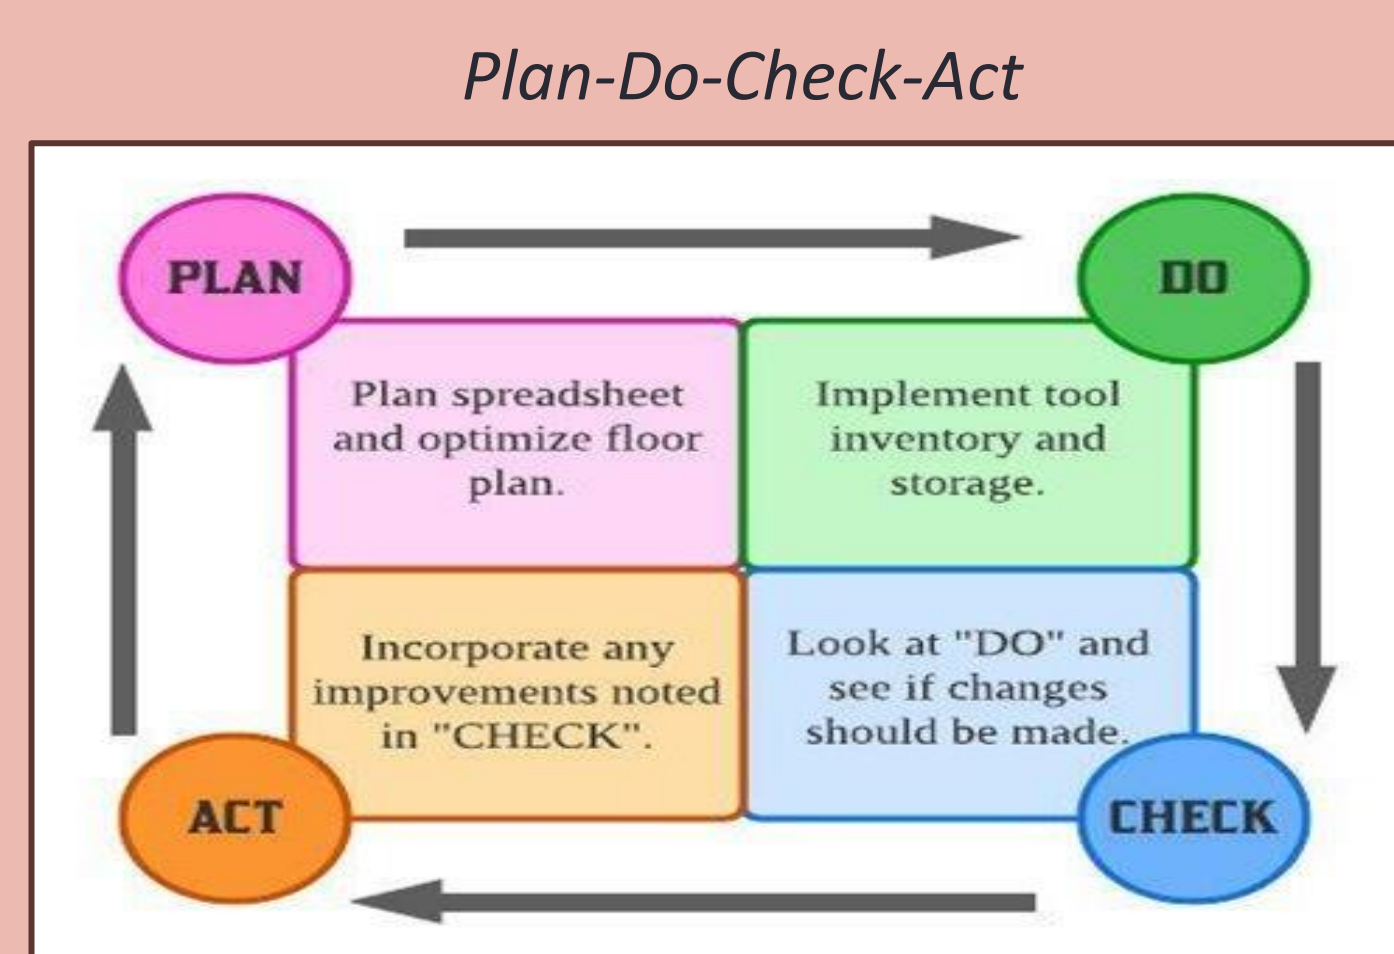 Plan-Do-Check-Act
PLAN
DO
Plan spreadsheet
and optimize floor
plan.
Implement tool
inventory and
storage.
Incorporate any
improvements noted
in "CHECK".
Look at "DO" and
see if changes
should be made.
ACT
CHECK